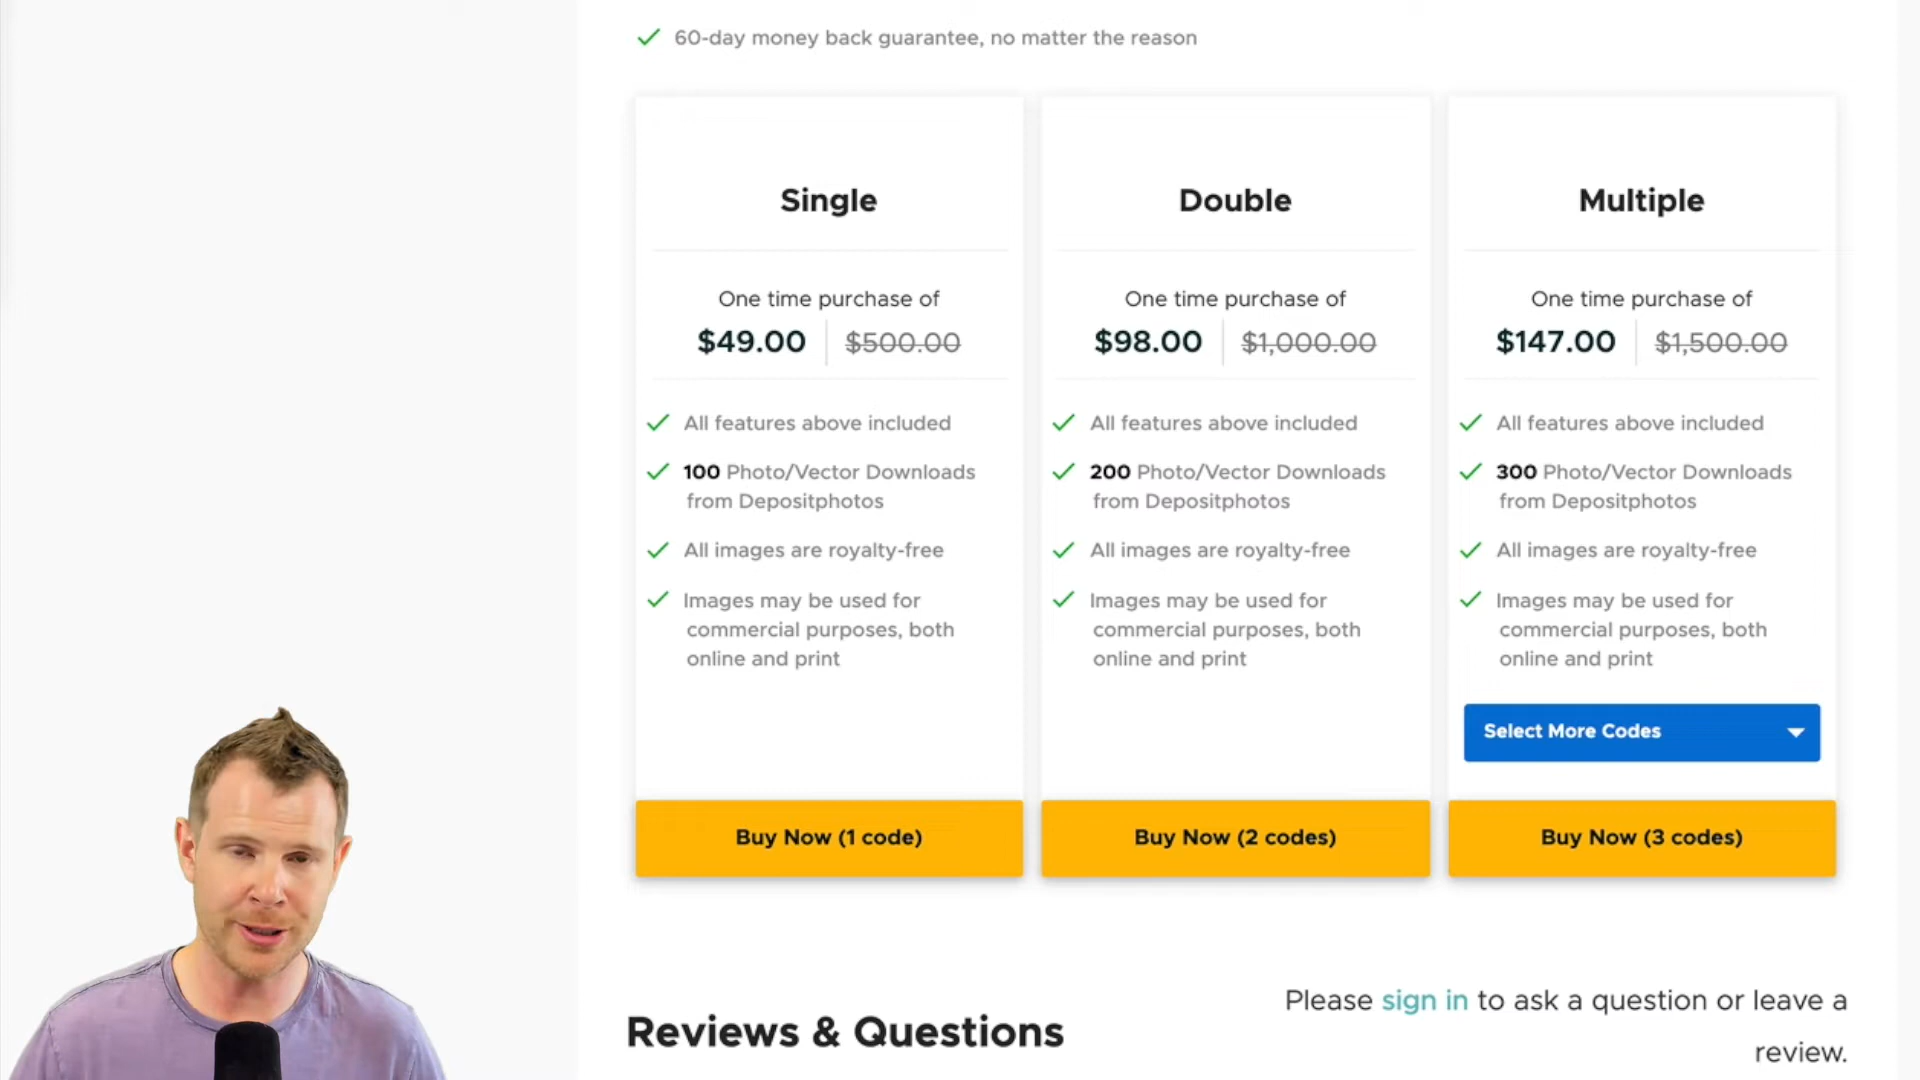 60-day money back guarantee, no matter the reason
Single
One time purchase of
$49.00 $500.00
All features above included
100 Photo/Vector Downloads
from Depositphotos
All images are royalty-free
Images may be used for
commercial purposes, both
online and print
Buy Now (1 code)
Double
One time purchase of
$98.00 $1,000.00
All features above included
200 Photo/Vector Downloads
from Depositphotos
All images are royalty-free
Images may be used for
commercial purposes, both
online and print
Buy Now (2 codes)
Multiple
One time purchase of
$147.00 $1,500.00
All features above included
300 Photo/Vector Downloads
from Depositphotos
All images are royalty-free
Images may be used for
commercial purposes, both
online and print
Select More Codes
Buy Now (3 codes)
Reviews & Questions
Please sign in to ask a question or leave a
review.